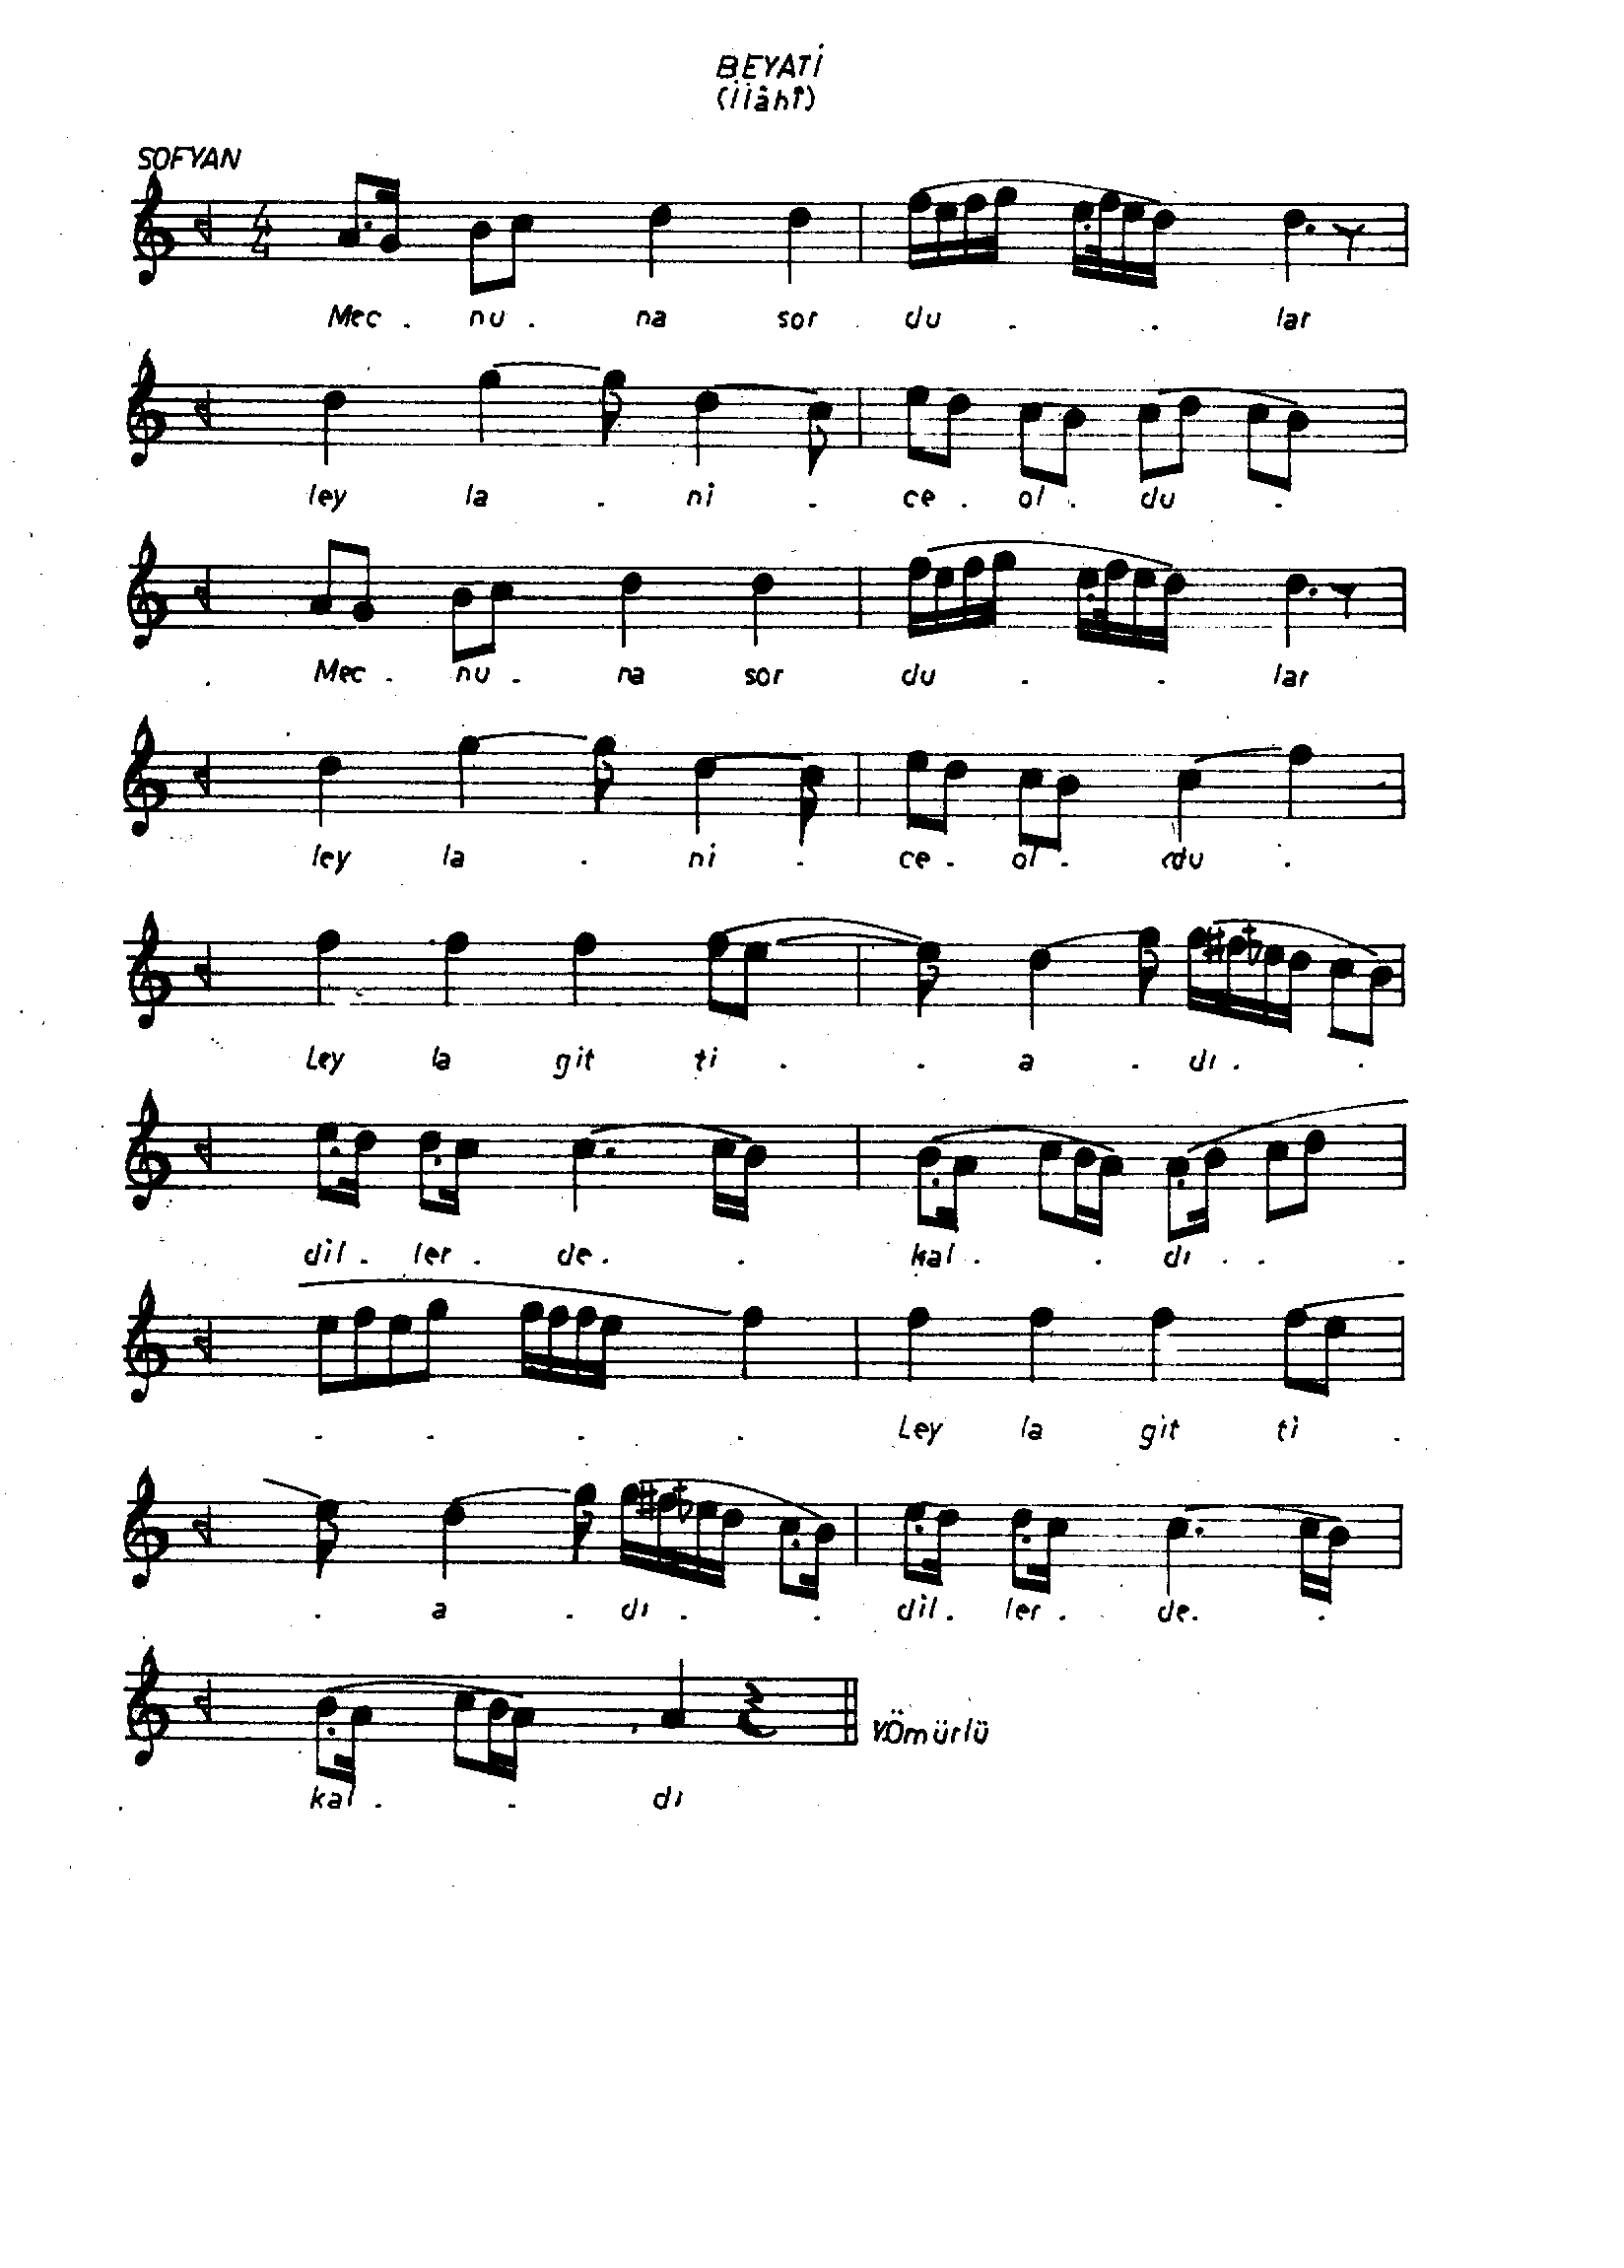 BEYATİ
(İlâhî)
SOFYAN
4/4
Mec . nu . na sor du . . lar
ley la . ni . ce . ol . du .
Mec . nu . na sor du . . lar
ley la . ni . ce . ol . du .
Ley la git ti . . a . dı . .
dil . ler . de . . kal . . dı . . .
. . . . Ley la git ti .
. a . dı . . dil . ler . de . .
kal . . dı
V.Ömürlü